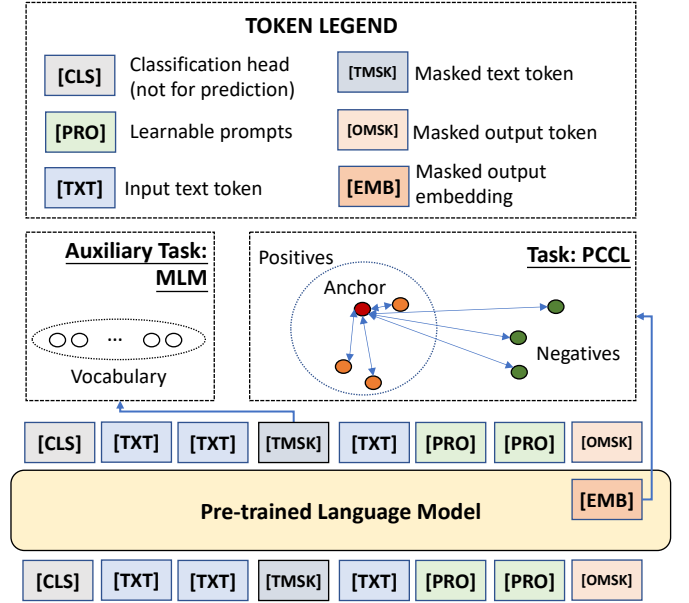 TOKEN LEGEND
[CLS]
Classification head
(not for prediction)
[TMSK]
Masked text token
[PRO]
Learnable prompts
[OMSK]
Masked output token
[TXT]
Input text token
[EMB]
Masked output
embedding
Auxiliary Task:
MLM
...
Vocabulary
Task: PCCL
Positives
Anchor
Negatives
[CLS] [TXT] [TXT] [TMSK] [TXT] [PRO] [PRO] [OMSK]
[EMB]
Pre-trained Language Model
[CLS] [TXT] [TXT] [TMSK] [TXT] [PRO] [PRO] [OMSK]